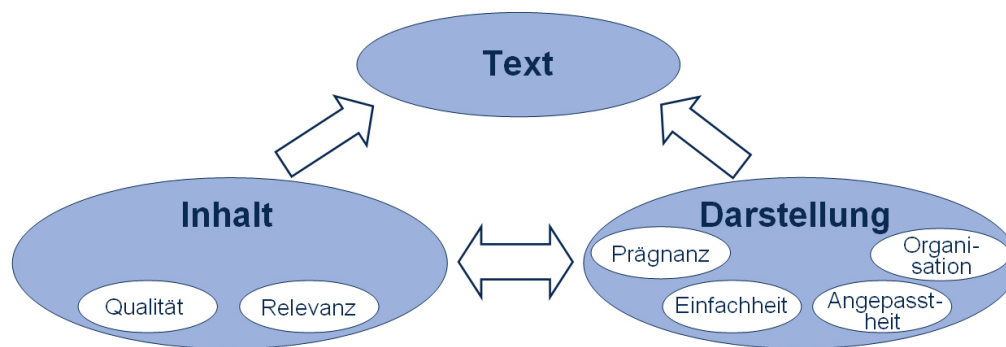 Text
Inhalt
Qualität
Relevanz
Darstellung
Prägnanz
Organi-
sation
Einfachheit
Angepasst-
heit